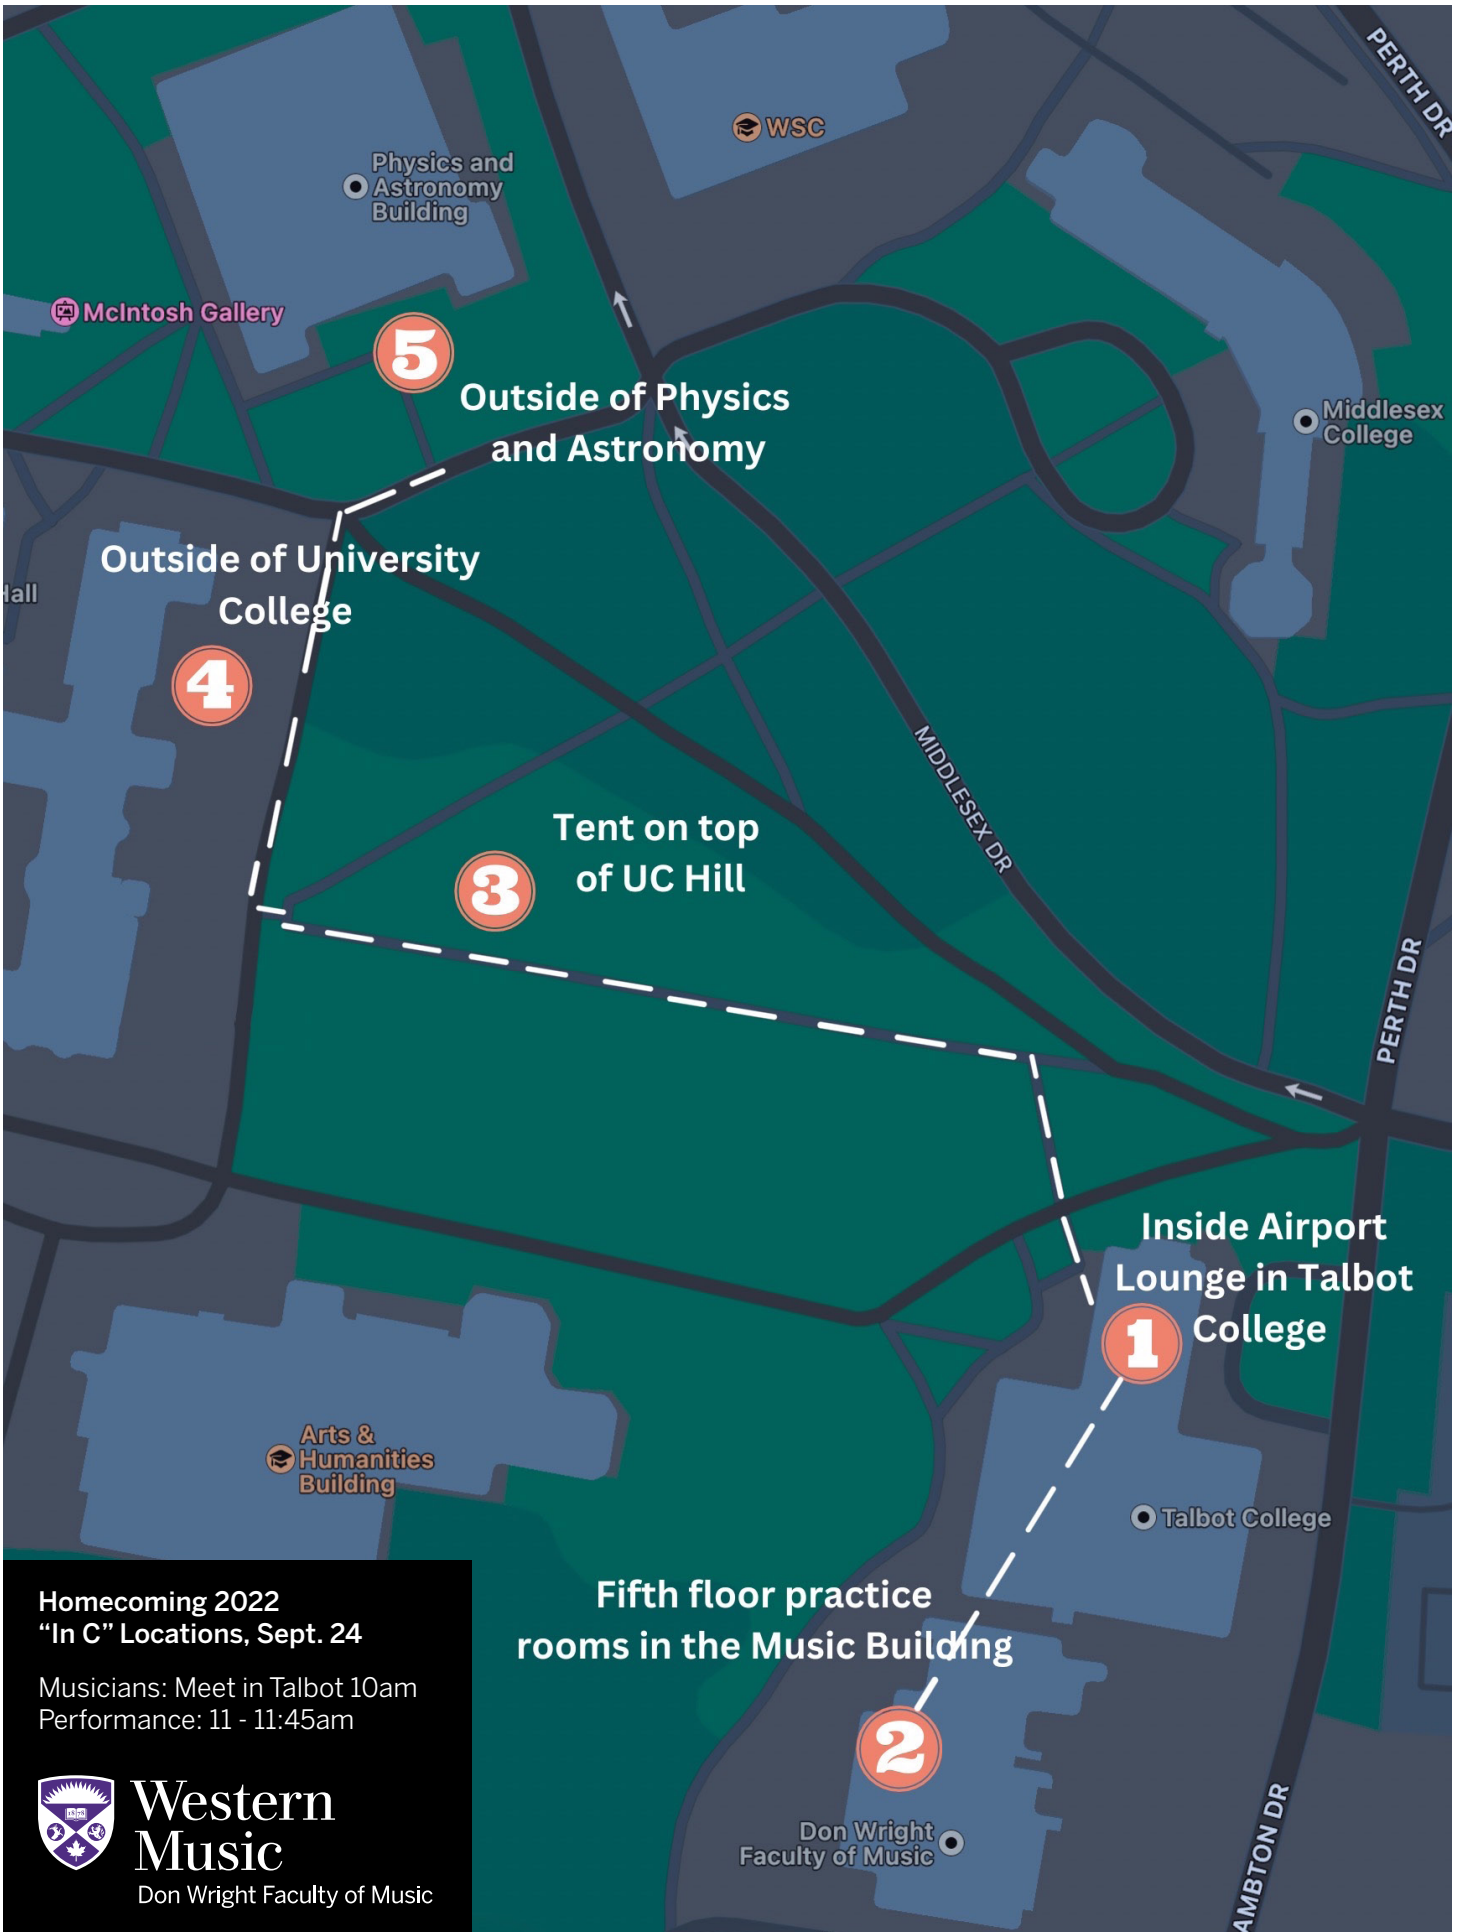 PERTH DR
WSC
Physics and
Astronomy
Building
McIntosh Gallery
5
Outside of Physics
and Astronomy
Middlesex
College
Outside of University
College
Hall
4
MIDDLESEX DR
Tent on top
of UC Hill
3
PERTH DR
Inside Airport
Lounge in Talbot
College
1
Arts &
Humanities
Building
Talbot College
Fifth floor practice
rooms in the Music Building
2
Don Wright
Faculty of Music
AMBTON DR
Homecoming 2022
“In C” Locations, Sept. 24
Musicians: Meet in Talbot 10am
Performance: 11 - 11:45am
Western
Music
Don Wright Faculty of Music